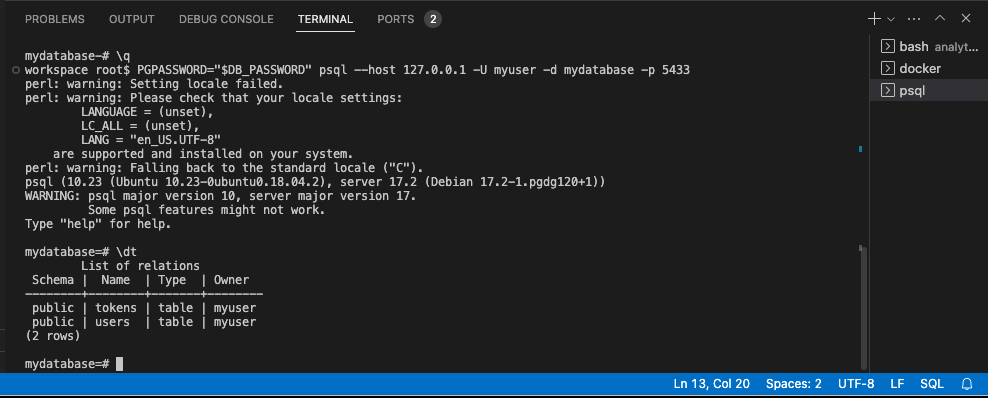 PROBLEMS OUTPUT DEBUG CONSOLE TERMINAL PORTS 2
mydatabase-# \q
workspace root$ PGPASSWORD="$DB_PASSWORD" psql --host 127.0.0.1 -U myuser -d mydatabase -p 5433
perl: warning: Setting locale failed.
perl: warning: Please check that your locale settings:
        LANGUAGE = (unset),
        LC_ALL = (unset),
        LANG = "en_US.UTF-8"
    are supported and installed on your system.
perl: warning: Falling back to the standard locale ("C").
psql (10.23 (Ubuntu 10.23-0ubuntu0.18.04.2), server 17.2 (Debian 17.2-1.pgdg120+1))
WARNING: psql major version 10, server major version 17.
         Some psql features might not work.
Type "help" for help.
mydatabase=# \dt
        List of relations
 Schema |  Name  | Type  | Owner
--------+--------+-------+--------
 public | tokens | table | myuser
 public | users  | table | myuser
(2 rows)
mydatabase=#
bash analyt...
docker
psql
Ln 13, Col 20 Spaces: 2 UTF-8 LF SQL